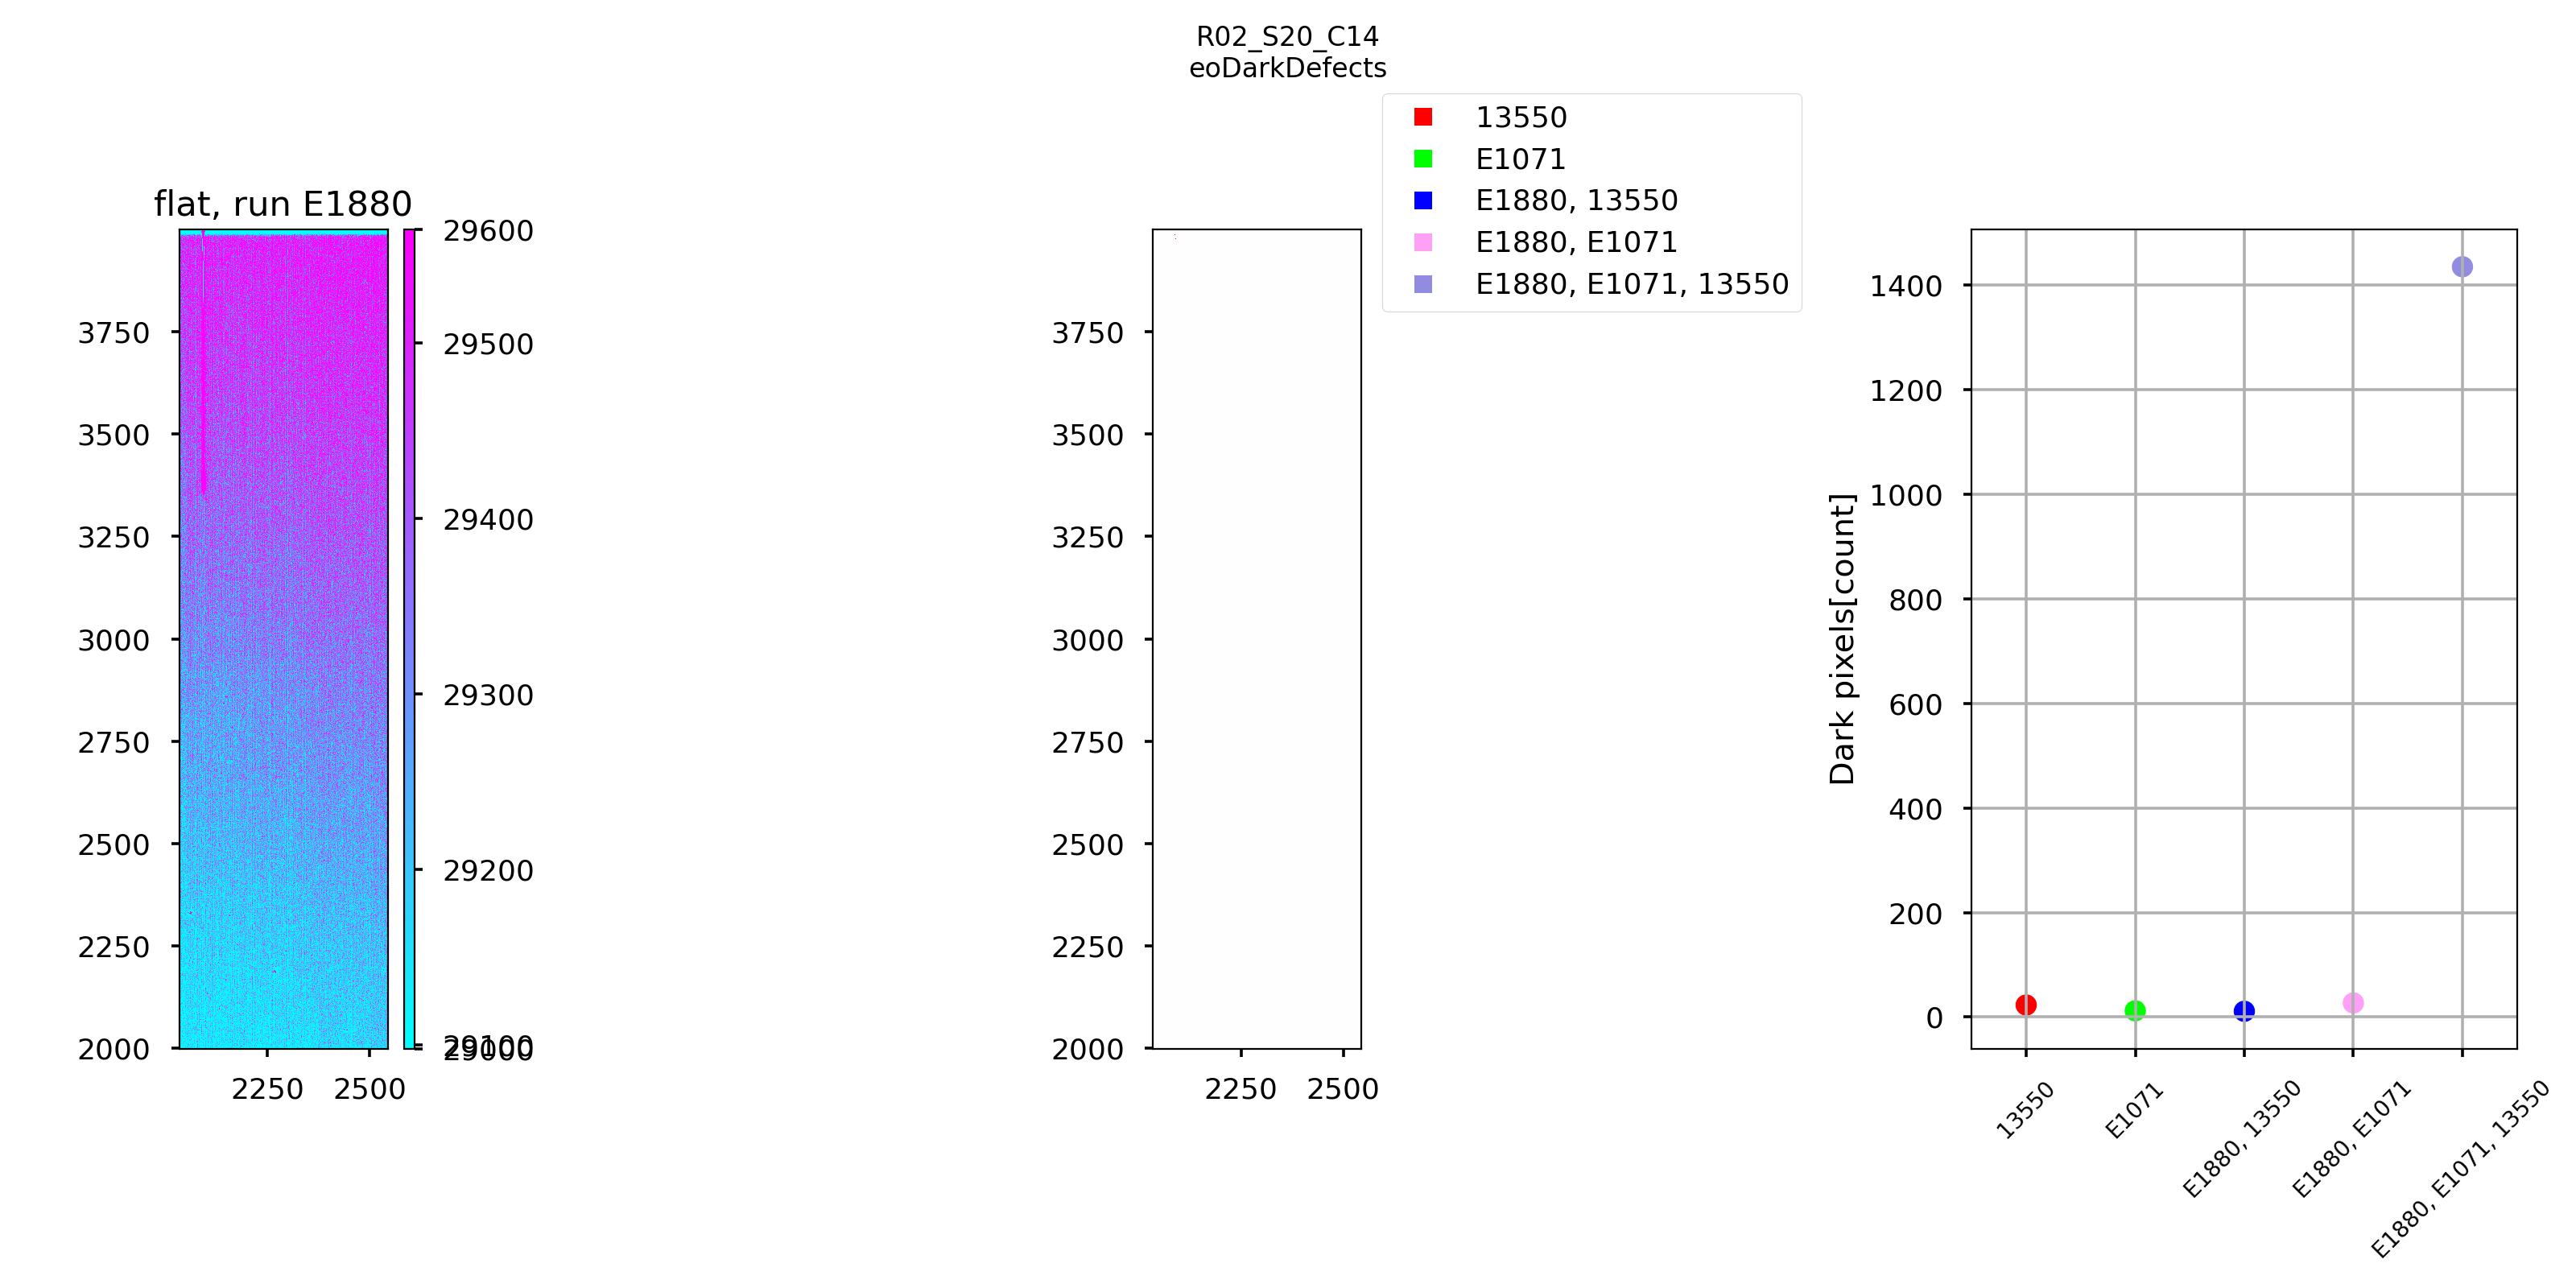 R02_S20_C14
eoDarkDefects
flat, run E1880
29600
29500
29400
29300
29200
29100
29000
3750
3500
3250
3000
2750
2500
2250
2000
2250 2500
3750
3500
3250
3000
2750
2500
2250
2000
2250 2500
13550
E1071
E1880, 13550
E1880, E1071
E1880, E1071, 13550
Dark pixels[count]
1400
1200
1000
800
600
400
200
0
13550
E1071
E1880, 13550
E1880, E1071
E1880, E1071, 13550